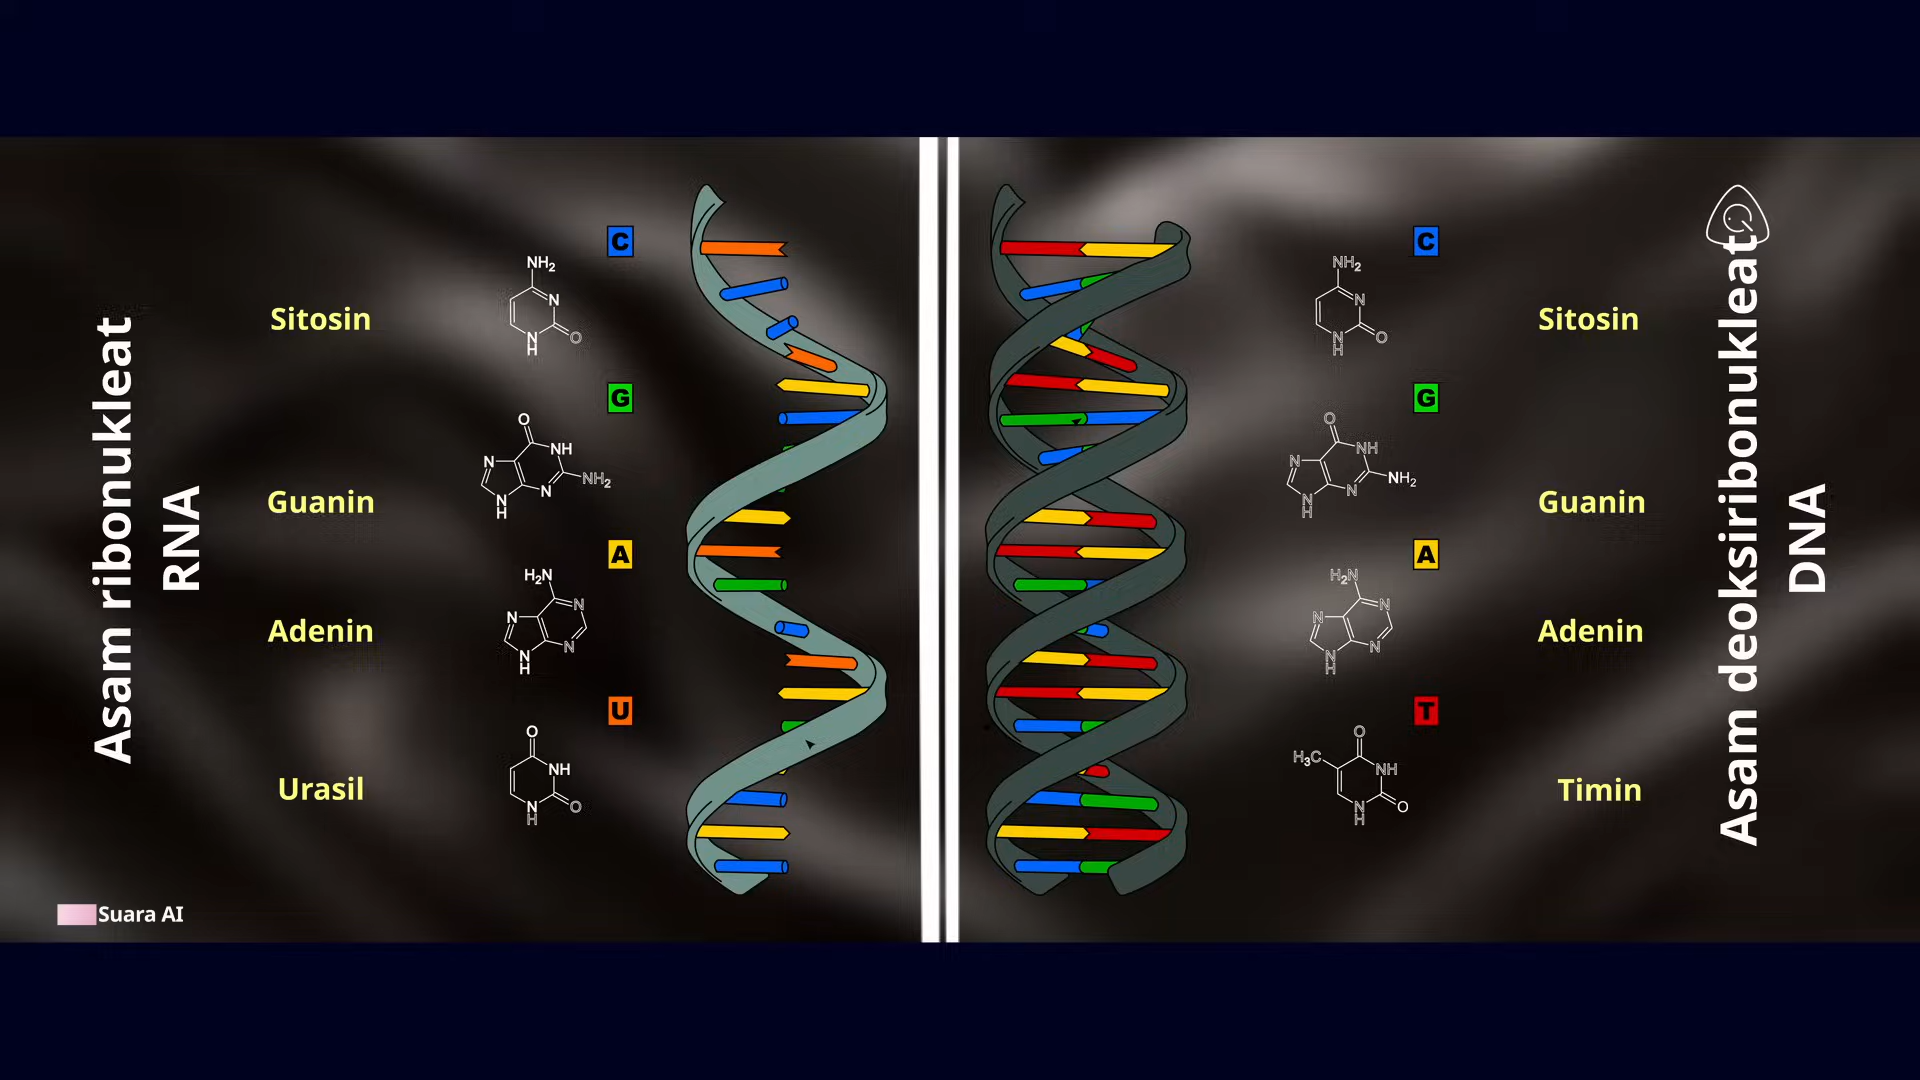 Asam ribonukleat
RNA
Sitosin
C
NH2
N
N
H
O
Guanin
G
O
NH
N
NH2
N
N
H
Adenin
A
H2N
N
N
N
N
H
Urasil
U
O
NH
N
H
O
Suara AI
C
NH2
N
N
H
O
Sitosin
G
O
NH
N
NH2
N
N
H
Guanin
A
H2N
N
N
N
N
H
Adenin
T
O
H3C
NH
N
H
O
Timin
Asam deoksiribonukleat
DNA